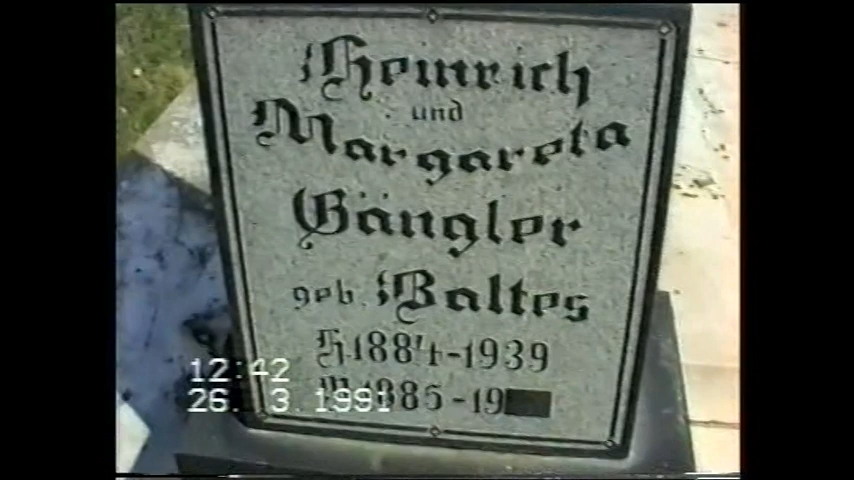 Heinrich
und
Margareta
Gängler
geb. Baltes
H 1884-1939
M 1885-19
12:42
26. 3. 1991